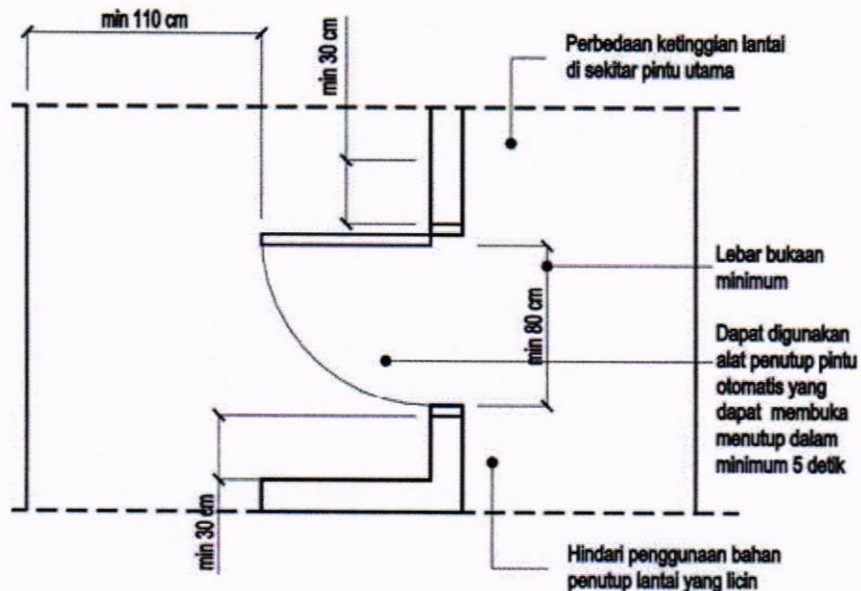 min 110 cm
min 30 cm
Perbedaan ketinggian lantai
di sekitar pintu utama
Lebar bukaan
minimum
min 80 cm
Dapat digunakan
alat penutup pintu
otomatis yang
dapat membuka
menutup dalam
minimum 5 detik
min 30 cm
Hindari penggunaan bahan
penutup lantai yang licin